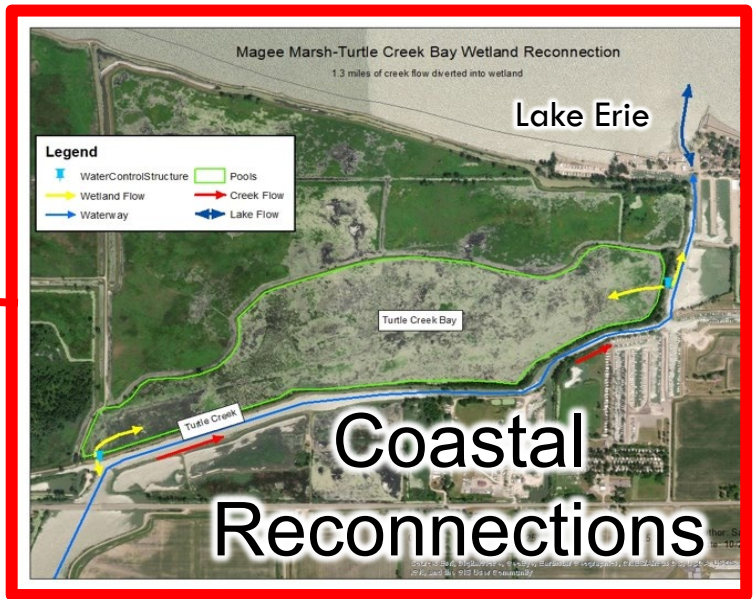 Magee Marsh-Turtle Creek Bay Wetland Reconnection
1.3 miles of creek flow diverted into wetland
Lake Erie
Legend
WaterControlStructure Pools
Wetland Flow Creek Flow
Waterway Lake Flow
Turtle Creek Bay
Turtle Creek
Coastal
Reconnections